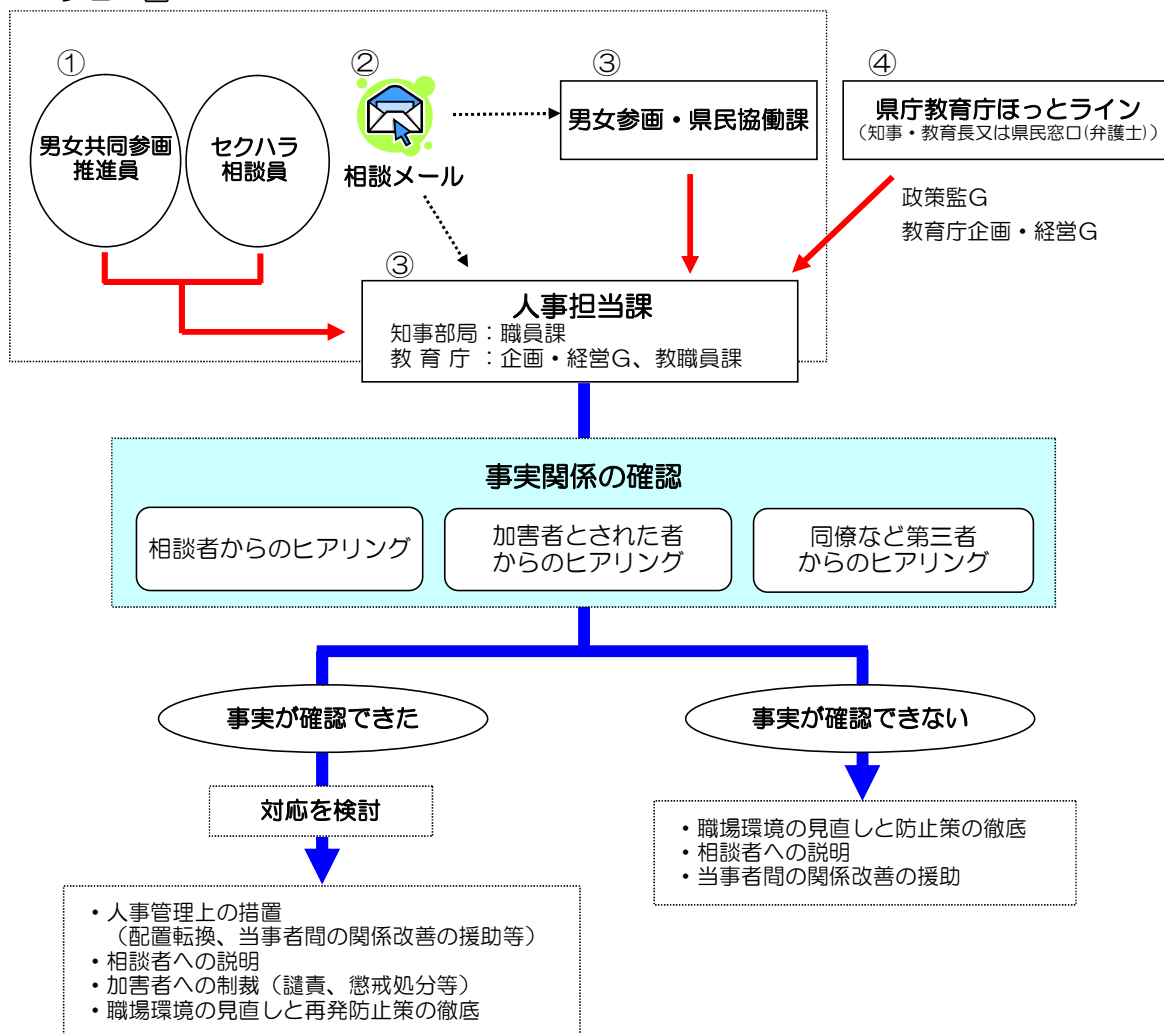 ①
男女共同参画
推進員
セクハラ
相談員
②
相談メール
③
男女参画・県民協働課
④
県庁教育庁ほっとライン
（知事・教育長又は県民窓口(弁護士)）
政策監G
教育庁企画・経営G
③
人事担当課
知事部局：職員課
教 育 庁 ：企画・経営G、教職員課
事実関係の確認
相談者からのヒアリング
加害者とされた者
からのヒアリング
同僚など第三者
からのヒアリング
事実が確認できた
事実が確認できない
対応を検討
・職場環境の見直しと防止策の徹底
・相談者への説明
・当事者間の関係改善の援助
・人事管理上の措置
（配置転換、当事者間の関係改善の援助等）
・相談者への説明
・加害者への制裁（譴責、懲戒処分等）
・職場環境の見直しと再発防止策の徹底